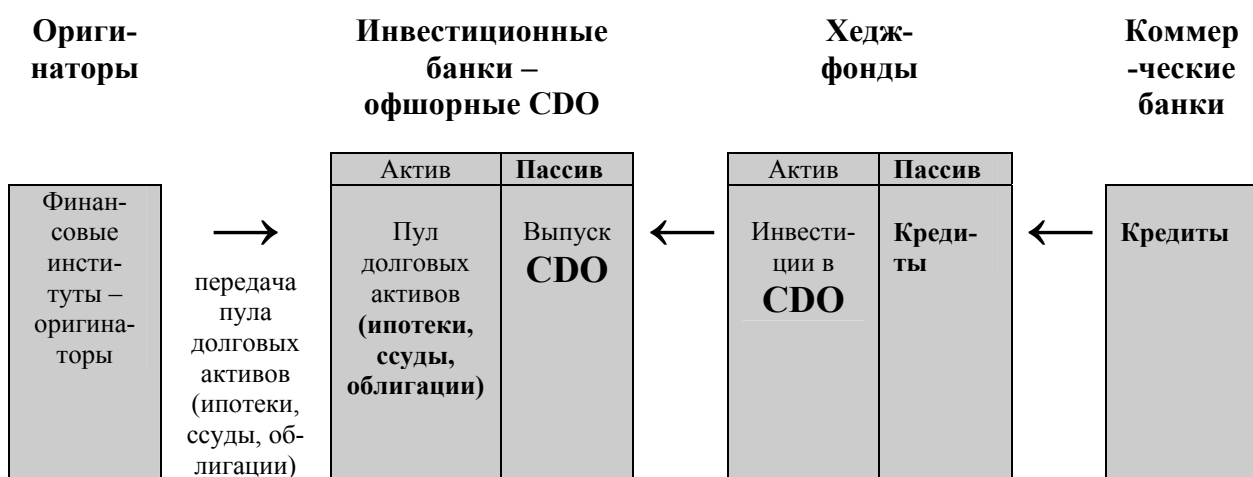 Ориги-
наторы
Инвестиционные
банки –
офшорные CDO
Хедж-
фонды
Коммер
-ческие
банки
Финан-
совые
инсти-
туты –
оригина-
торы
→
передача
пула
долговых
активов
(ипотеки,
ссуды, об-
лигации)
Актив
Пассив
Пул
долговых
активов
(ипотеки,
ссуды,
облигации)
Выпуск
CDO
←
Актив
Пассив
Инвести-
ции в
CDO
Креди-
ты
←
Кредиты